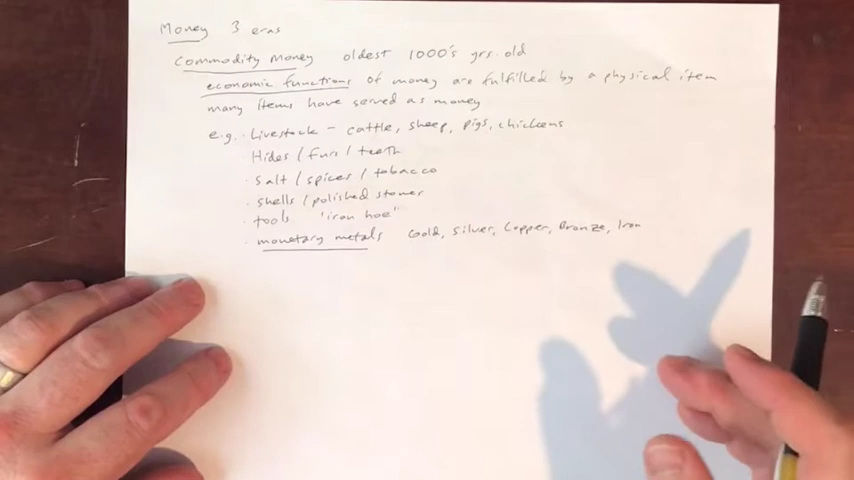 Money 3 eras
Commodity Money oldest 1000's yrs. old
economic functions of money are fulfilled by a physical item
many items have served as money
e.g. · Livestock - cattle, sheep, pigs, chickens
· Hides / furs / teeth
· salt / spices / tobacco
· shells / polished stones
· tools "iron hoe"
· monetary metals Gold, Silver, Copper, Bronze, Iron